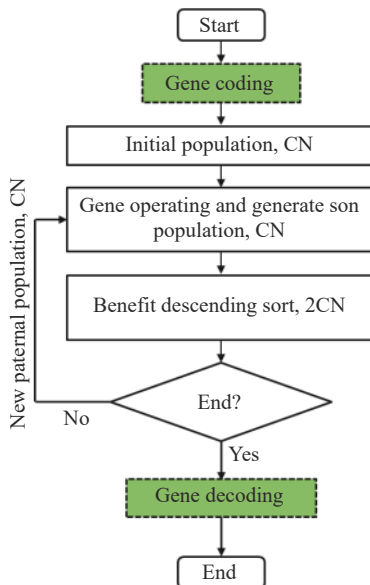 Start
Gene coding
Initial population, CN
Gene operating and generate son
population, CN
Benefit descending sort, 2CN
New paternal population, CN
End?
No
Yes
Gene decoding
End